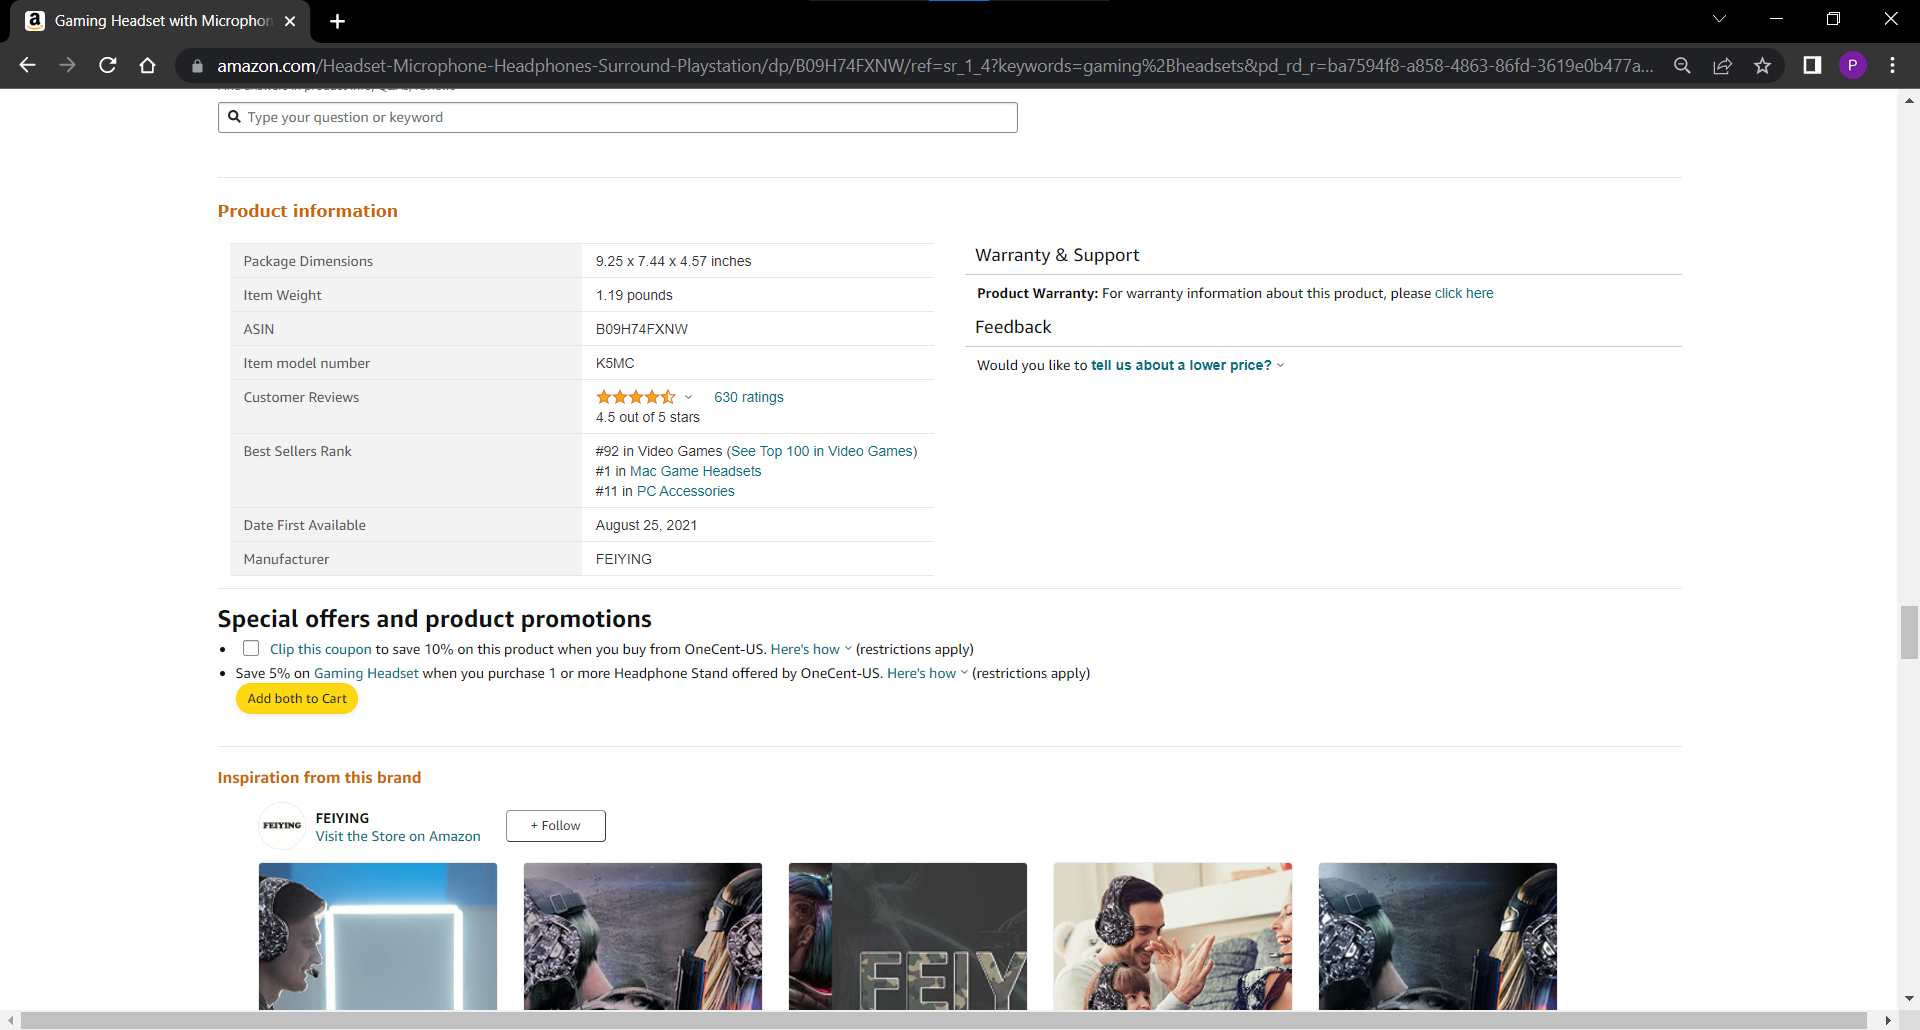 Gaming Headset with Microphon
amazon.com/Headset-Microphone-Headphones-Surround-Playstation/dp/B09H74FXNW/ref=sr_1_4?keywords=gaming%2Bheadsets&pd_rd_r=ba7594f8-a858-4863-86fd-3619e0b477a...
P
Type your question or keyword
Product information
Package Dimensions 9.25 x 7.44 x 4.57 inches
Item Weight 1.19 pounds
ASIN B09H74FXNW
Item model number K5MC
Customer Reviews 630 ratings
4.5 out of 5 stars
Best Sellers Rank #92 in Video Games (See Top 100 in Video Games)
#1 in Mac Game Headsets
#11 in PC Accessories
Date First Available August 25, 2021
Manufacturer FEIYING
Warranty & Support
Product Warranty: For warranty information about this product, please click here
Feedback
Would you like to tell us about a lower price?
Special offers and product promotions
• Clip this coupon to save 10% on this product when you buy from OneCent-US. Here's how (restrictions apply)
• Save 5% on Gaming Headset when you purchase 1 or more Headphone Stand offered by OneCent-US. Here's how (restrictions apply)
Add both to Cart
Inspiration from this brand
FEIYING
FEIYING
Visit the Store on Amazon
+ Follow
FEIY